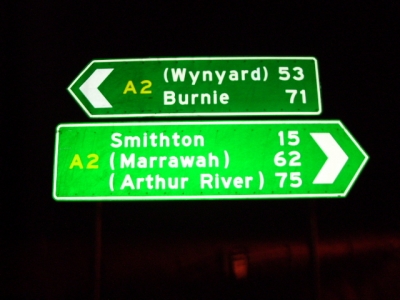 A2 (Wynyard) 53
Burnie 71
Smithton 15
A2 (Marrawah) 62
(Arthur River) 75